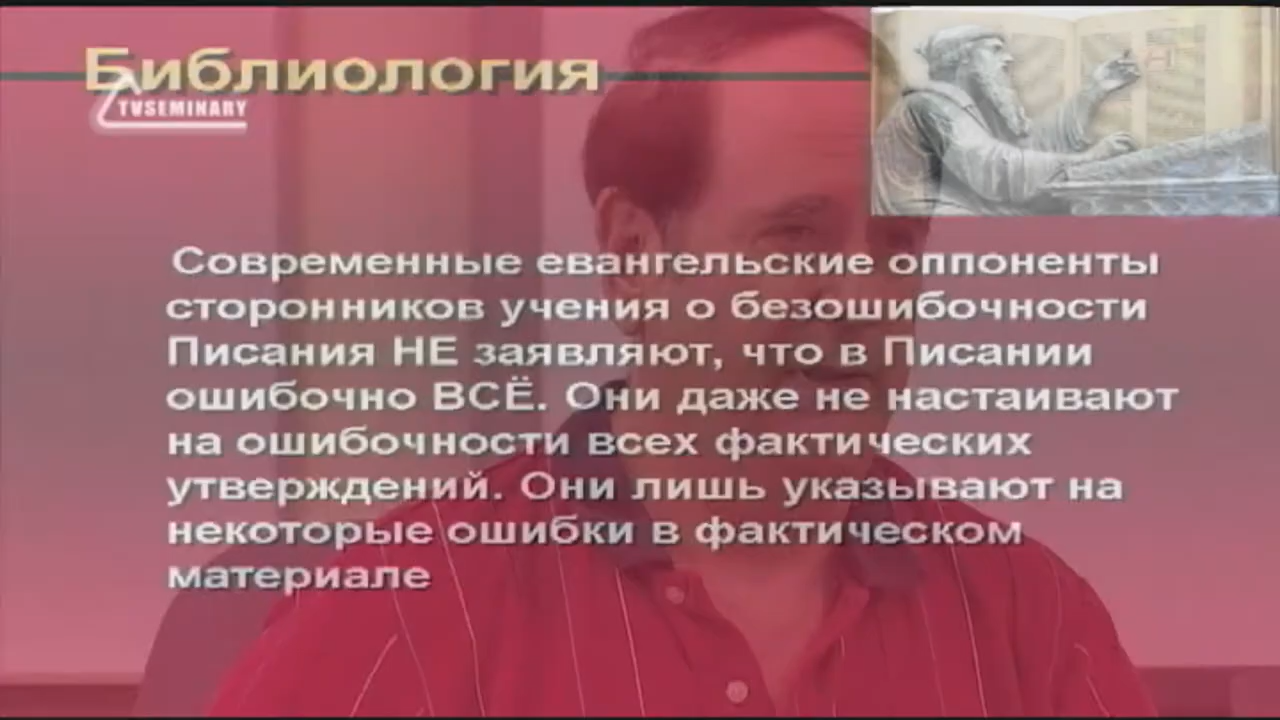 Библиология
TVSEMINARY
Современные евангельские оппоненты
сторонников учения о безошибочности
Писания НЕ заявляют, что в Писании
ошибочно ВСЁ. Они даже не настаивают
на ошибочности всех фактических
утверждений. Они лишь указывают на
некоторые ошибки в фактическом
материале